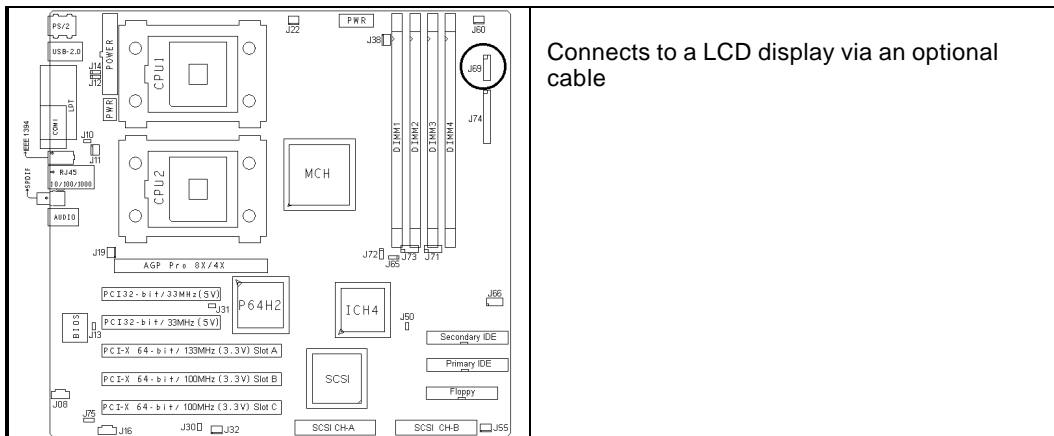 PS/2
J22
PWR
J60
USB-2.0
POWER
J38
J14
J12
CPU1
J69
LPT
PWR
COM1
J74
IEEE 1394
J10
J11
DIMM1
DIMM2
DIMM3
DIMM4
RJ45
10/100/1000
SPDIF
CPU2
MCH
AUDIO
J19
J72
J65
J73
J71
AGP Pro 8X/4X
PCI32-bit/33MHz(5V)
J31
P64H2
ICH4
J66
BIOS
J13
PCI32-bit/33MHz (5V)
J50
Secondary IDE
PCI-X 64-bit/ 133MHz (3.3V) Slot A
Primary IDE
PCI-X 64-bit/ 100MHz (3.3V) Slot B
SCSI
Floppy
J08
PCI-X 64-bit/ 100MHz (3.3V) Slot C
J75
J16
J30
J32
SCSI CH-A
SCSI CH-B
J55
Connects to a LCD display via an optional
cable